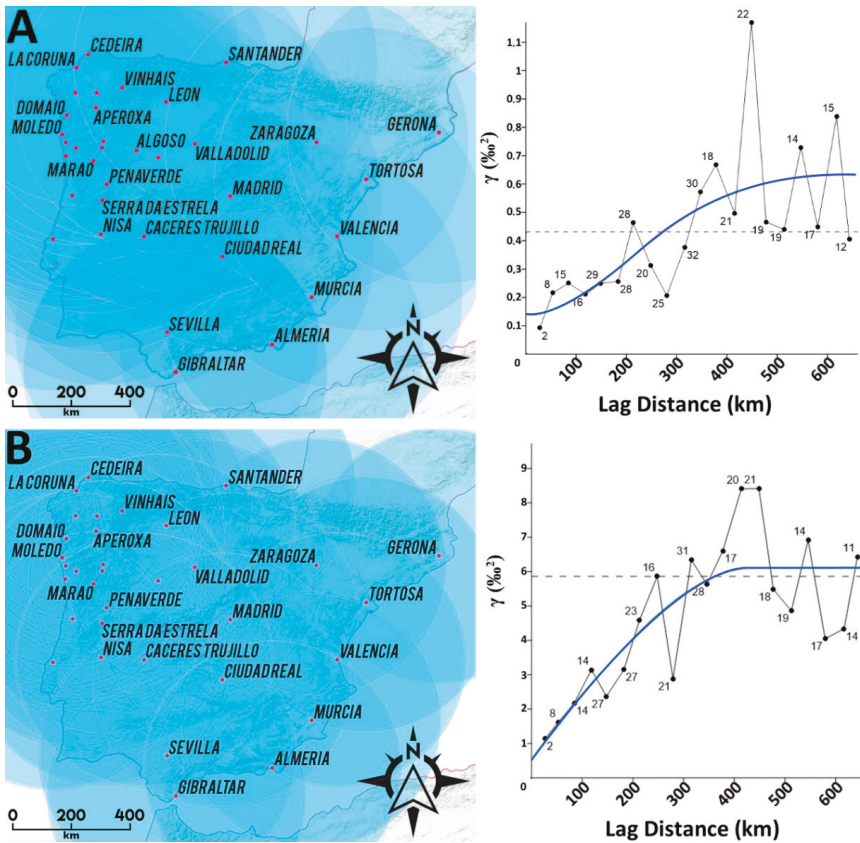 A
CEDEIRA
LA CORUNA
SANTANDER
VINHAIS
LEON
DOMAIO
APEROXA
MOLEDO
ALGOSO
ZARAGOZA
GERONA
VALLADOLID
MARAO
TORTOSA
PENAVERDE
MADRID
SERRA DA ESTRELA
NISA
CACERES TRUJILLO
VALENCIA
CIUDAD REAL
MURCIA
SEVILLA
ALMERIA
GIBRALTAR
N
0 200 400
km
γ (‰²)
1.1
1
0.9
0.8
0.7
0.6
0.5
0.4
0.3
0.2
0.1
0
2
8
15
16
29
28
28
20
25
32
30
18
21
22
19
19
14
17
15
12
100 200 300 400 500 600
Lag Distance (km)
B
CEDEIRA
LA CORUNA
SANTANDER
VINHAIS
LEON
DOMAIO
APEROXA
MOLEDO
ZARAGOZA
GERONA
VALLADOLID
MARAO
TORTOSA
PENAVERDE
MADRID
SERRA DA ESTRELA
NISA
CACERES TRUJILLO
VALENCIA
CIUDAD REAL
MURCIA
SEVILLA
ALMERIA
GIBRALTAR
N
0 200 400
km
γ (‰²)
9
8
7
6
5
4
3
2
1
0
2
8
14
14
27
27
23
16
21
31
28
17
20
21
18
19
14
17
14
11
100 200 300 400 500 600
Lag Distance (km)